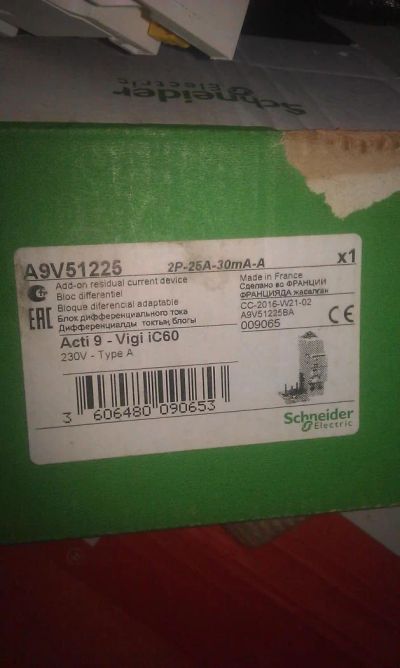 Schneider
Electric
A9V51225 2P-25A-30mA-A x1
Add-on residual current device
Bloc differentiel
Bloque diferencial adaptable
Блок дифференциального тока
Дифференциалды токтың блогы
Made in France
Сделано во ФРАНЦИИ
ФРАНЦИЯДА жасалған
CC-2016-W21-02
A9V51225BA
009065
EAC
CE
Acti 9 - Vigi iC60
230V - Type A
3 606480 090653
Schneider
Electric